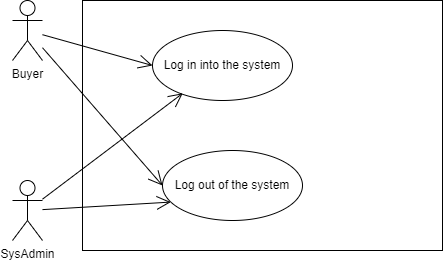 Log in into the system
Buyer
Log out of the system
SysAdmin